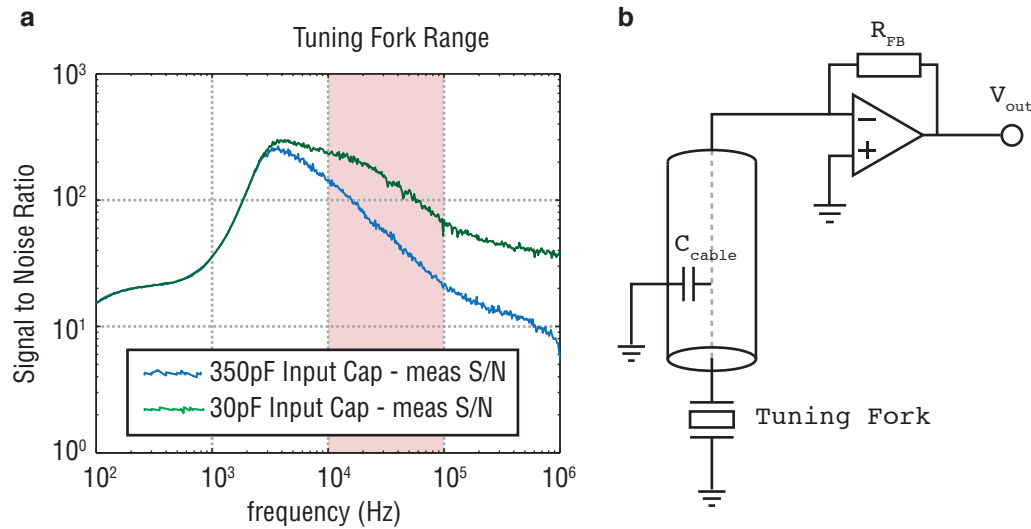 a
Tuning Fork Range
Signal to Noise Ratio
10³
10²
10¹
10⁰
350pF Input Cap - meas S/N
30pF Input Cap - meas S/N
10² 10³ 10⁴ 10⁵ 10⁶
frequency (Hz)
b
R_FB
V_out
−
+
C_cable
Tuning Fork